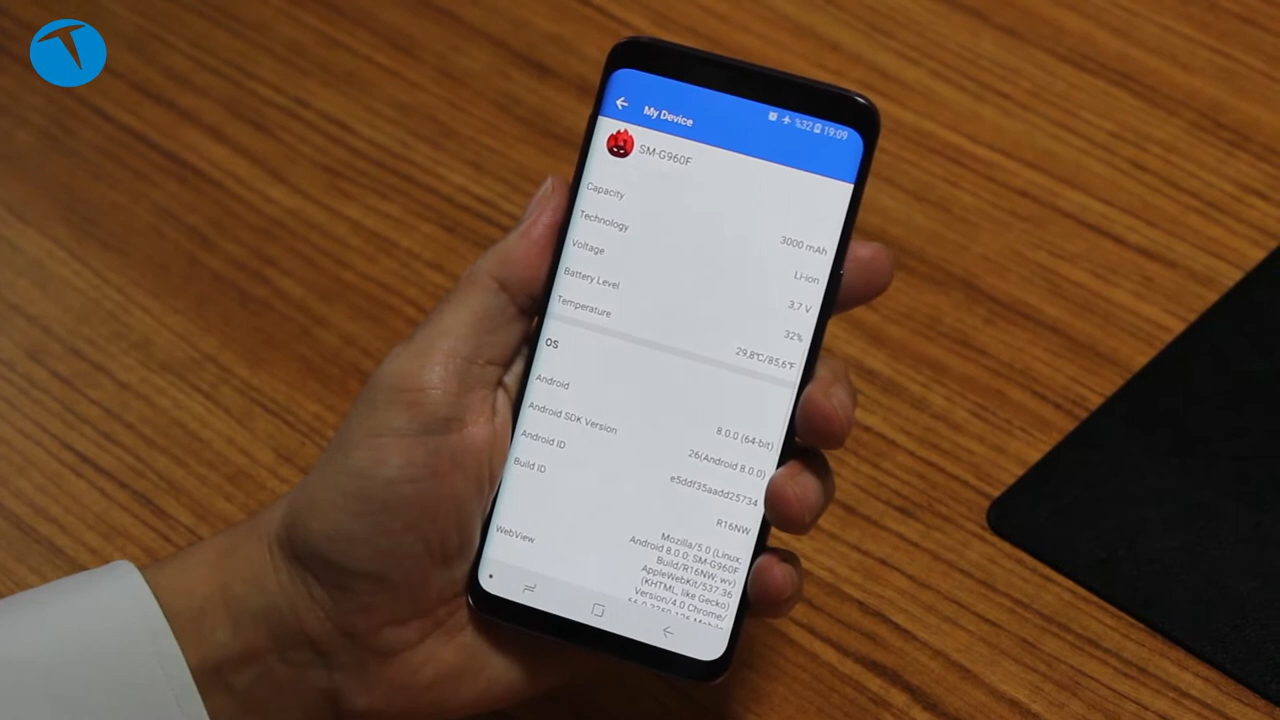 My Device
%32 19:09
SM-G960F
Capacity
3000 mAh
Technology
Li-ion
Voltage
3,7 V
Battery Level
32%
Temperature
29,8℃/85,6℉
OS
Android
8.0.0 (64-bit)
Android SDK Version
26(Android 8.0.0)
Android ID
e5ddf35aadd25734
Build ID
R16NW
WebView
Mozilla/5.0 (Linux;
Android 8.0.0; SM-G960F
Build/R16NW; wv)
AppleWebKit/537.36
(KHTML, like Gecko)
Version/4.0 Chrome/